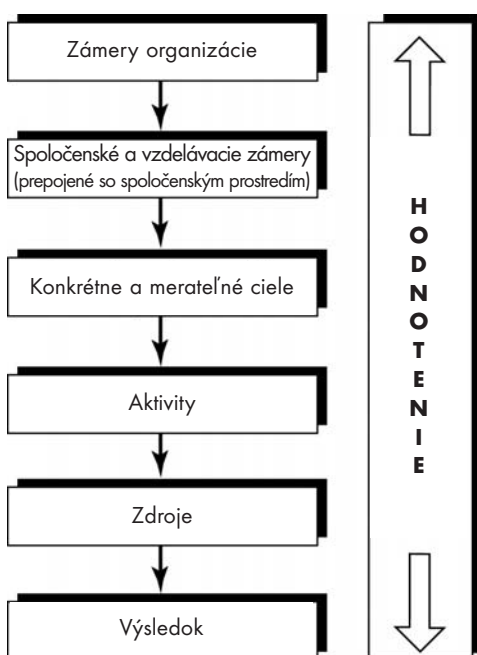 Zámery organizácie
Spoločenské a vzdelávacie zámery
(prepojené so spoločenským prostredím)
Konkrétne a merateľné ciele
Aktivity
Zdroje
Výsledok
H
O
D
N
O
T
E
N
I
E